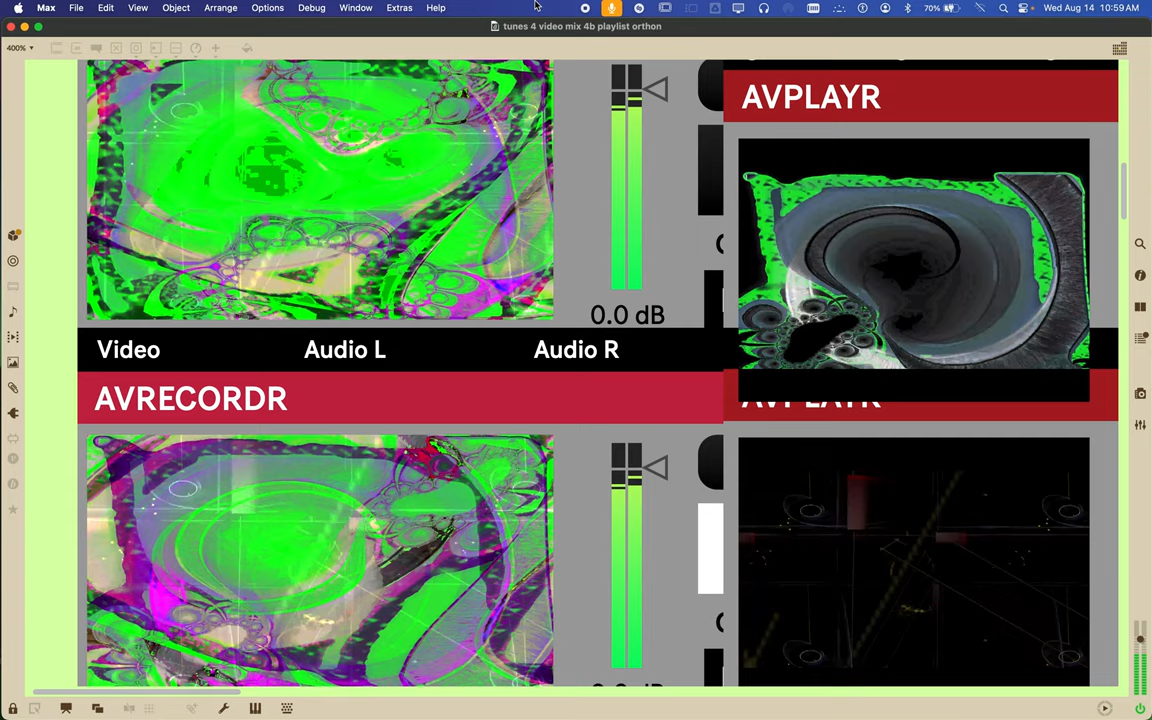 Max File Edit View Object Arrange Options Debug Window Extras Help 70% Wed Aug 14 10:59 AM
tunes 4 video mix 4b playlist orthon
400%
AVPLAYR
0.0 dB
Video Audio L Audio R
AVRECORDR
AVPLAYR